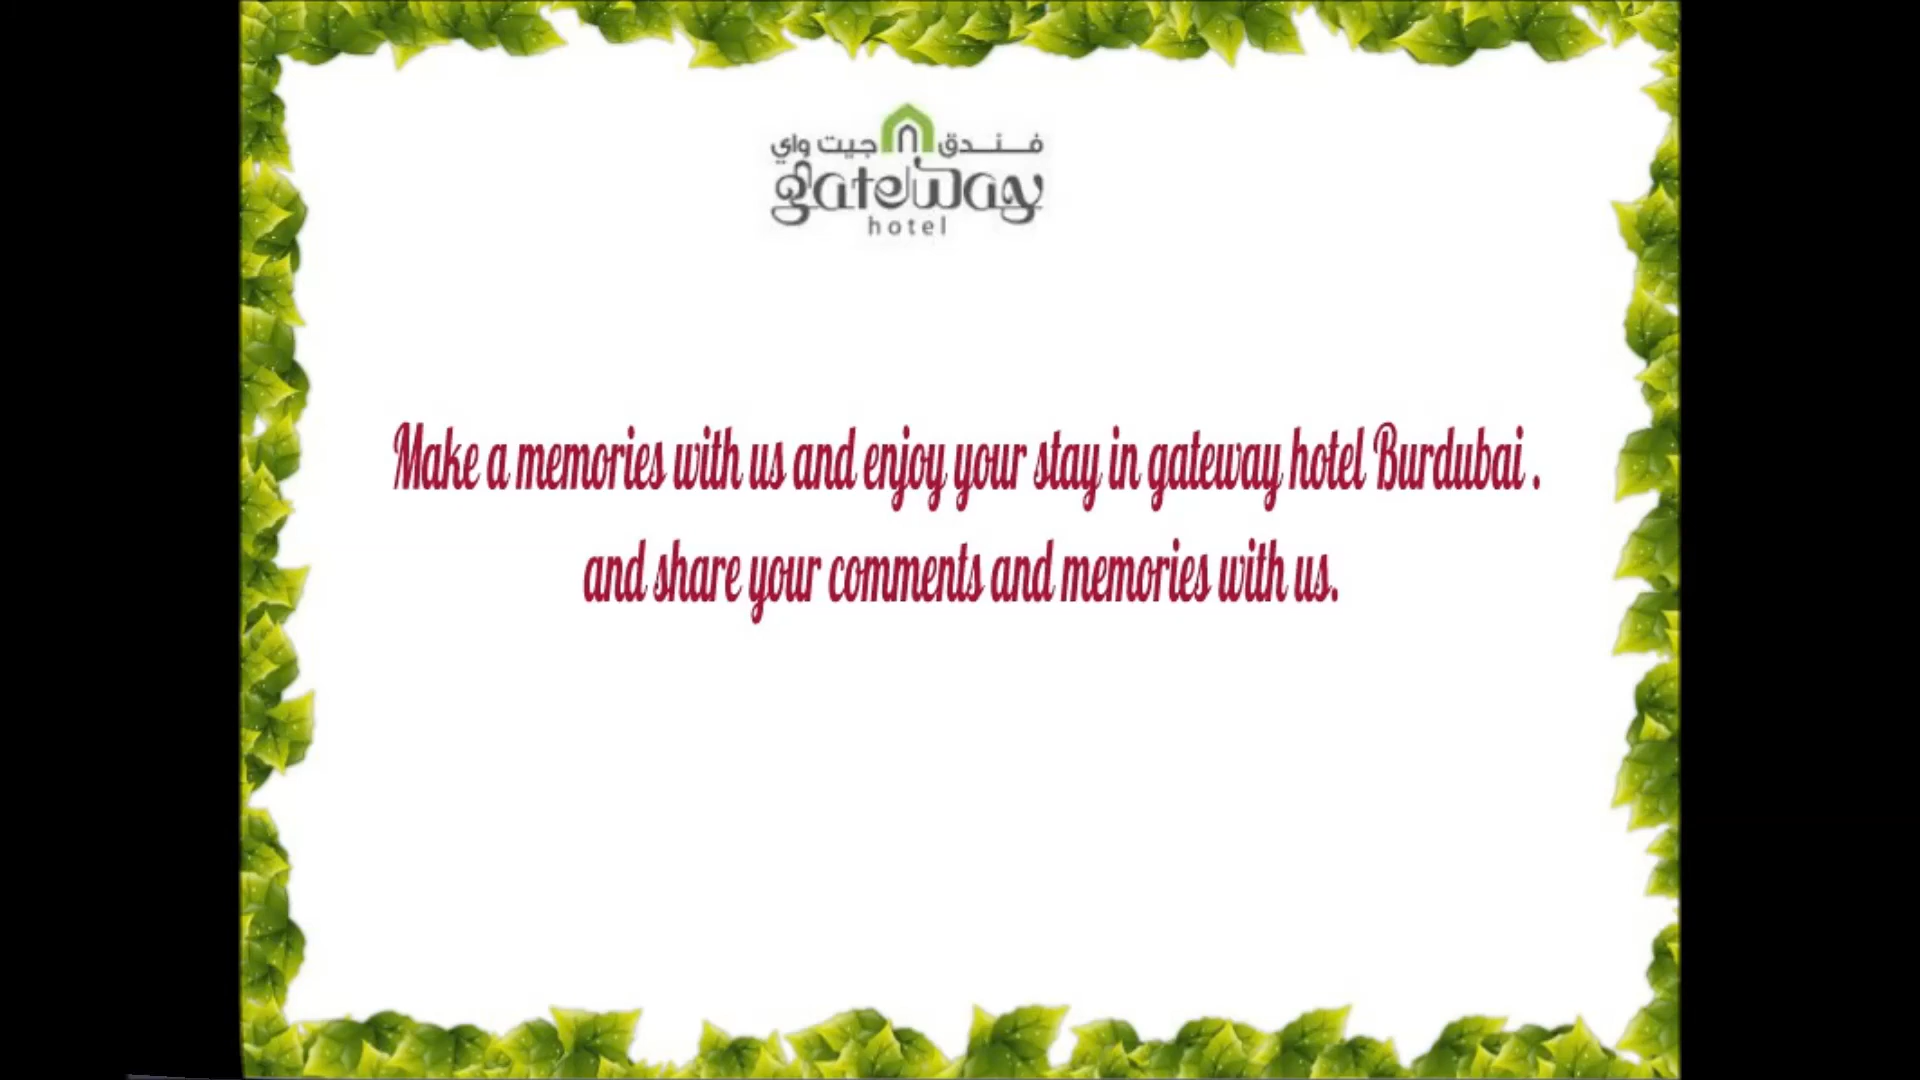 فندق جيت واي
gateway
hotel
Make a memories with us and enjoy your stay in gateway hotel Burdubai .
and share your comments and memories with us.